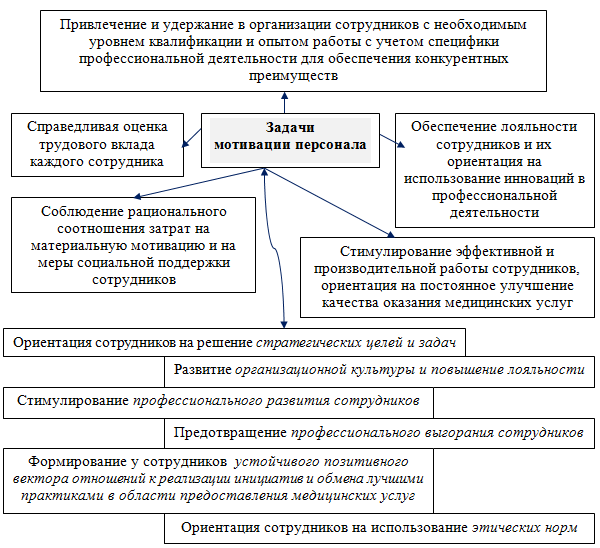 Привлечение и удержание в организации сотрудников с необходимым
уровнем квалификации и опытом работы с учетом специфики
профессиональной деятельности для обеспечения конкурентных
преимуществ
Справедливая оценка
трудового вклада
каждого сотрудника
Задачи
мотивации персонала
Обеспечение лояльности
сотрудников и их
ориентация на
использование инноваций в
профессиональной
деятельности
Соблюдение рационального
соотношения затрат на
материальную мотивацию и на
меры социальной поддержки
сотрудников
Стимулирование эффективной и
производительной работы сотрудников,
ориентация на постоянное улучшение
качества оказания медицинских услуг
Ориентация сотрудников на решение стратегических целей и задач
Развитие организационной культуры и повышение лояльности
Стимулирование профессионального развития сотрудников
Предотвращение профессионального выгорания сотрудников
Формирование у сотрудников устойчивого позитивного
вектора отношений к реализации инициатив и обмена лучшими
практиками в области предоставления медицинских услуг
Ориентация сотрудников на использование этических норм